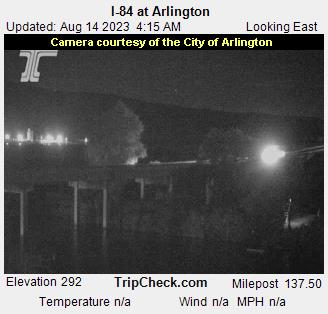 I-84 at Arlington
Updated: Aug 14 2023 4:15 AM Looking East
Camera courtesy of the City of Arlington
Elevation 292 TripCheck.com Milepost 137.50
Temperature n/a Wind n/a MPH n/a